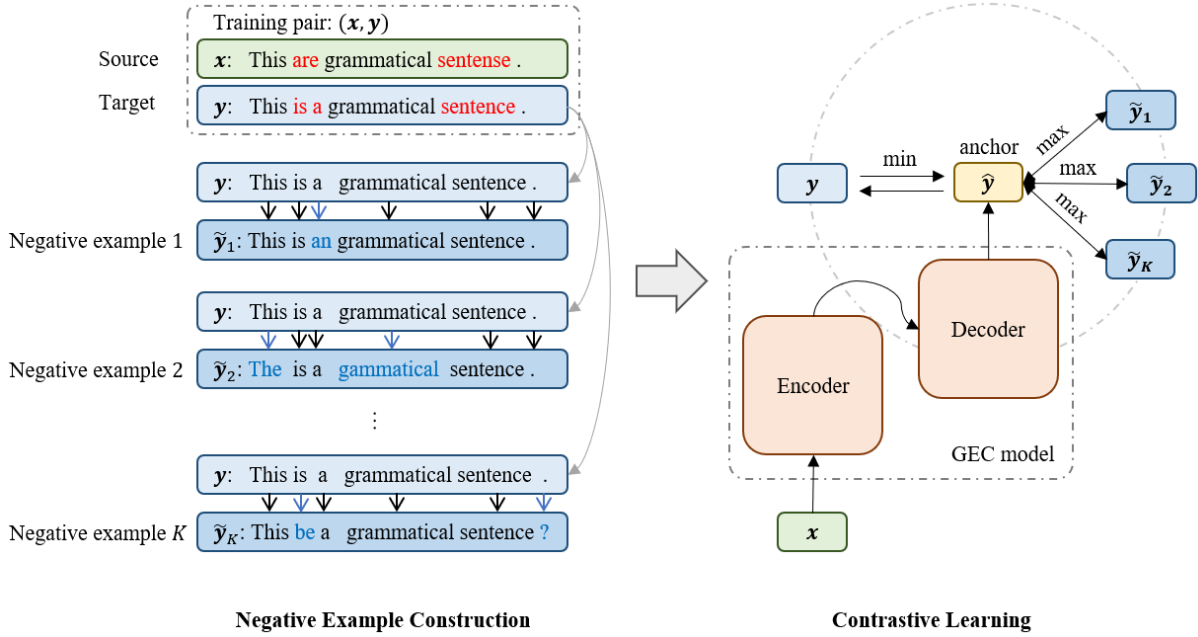 Training pair: (x, y)
Source
x: This are grammatical sentense .
Target
y: This is a grammatical sentence .
y: This is a grammatical sentence .
Negative example 1
ỹ₁: This is an grammatical sentence .
y: This is a grammatical sentence .
Negative example 2
ỹ₂: The is a gammatical sentence .
⋮
y: This is a grammatical sentence .
Negative example K
ỹ_K: This be a grammatical sentence ?
Negative Example Construction
y
min
anchor
ŷ
max
ỹ₁
max
ỹ₂
max
ỹ_K
Decoder
Encoder
GEC model
x
Contrastive Learning